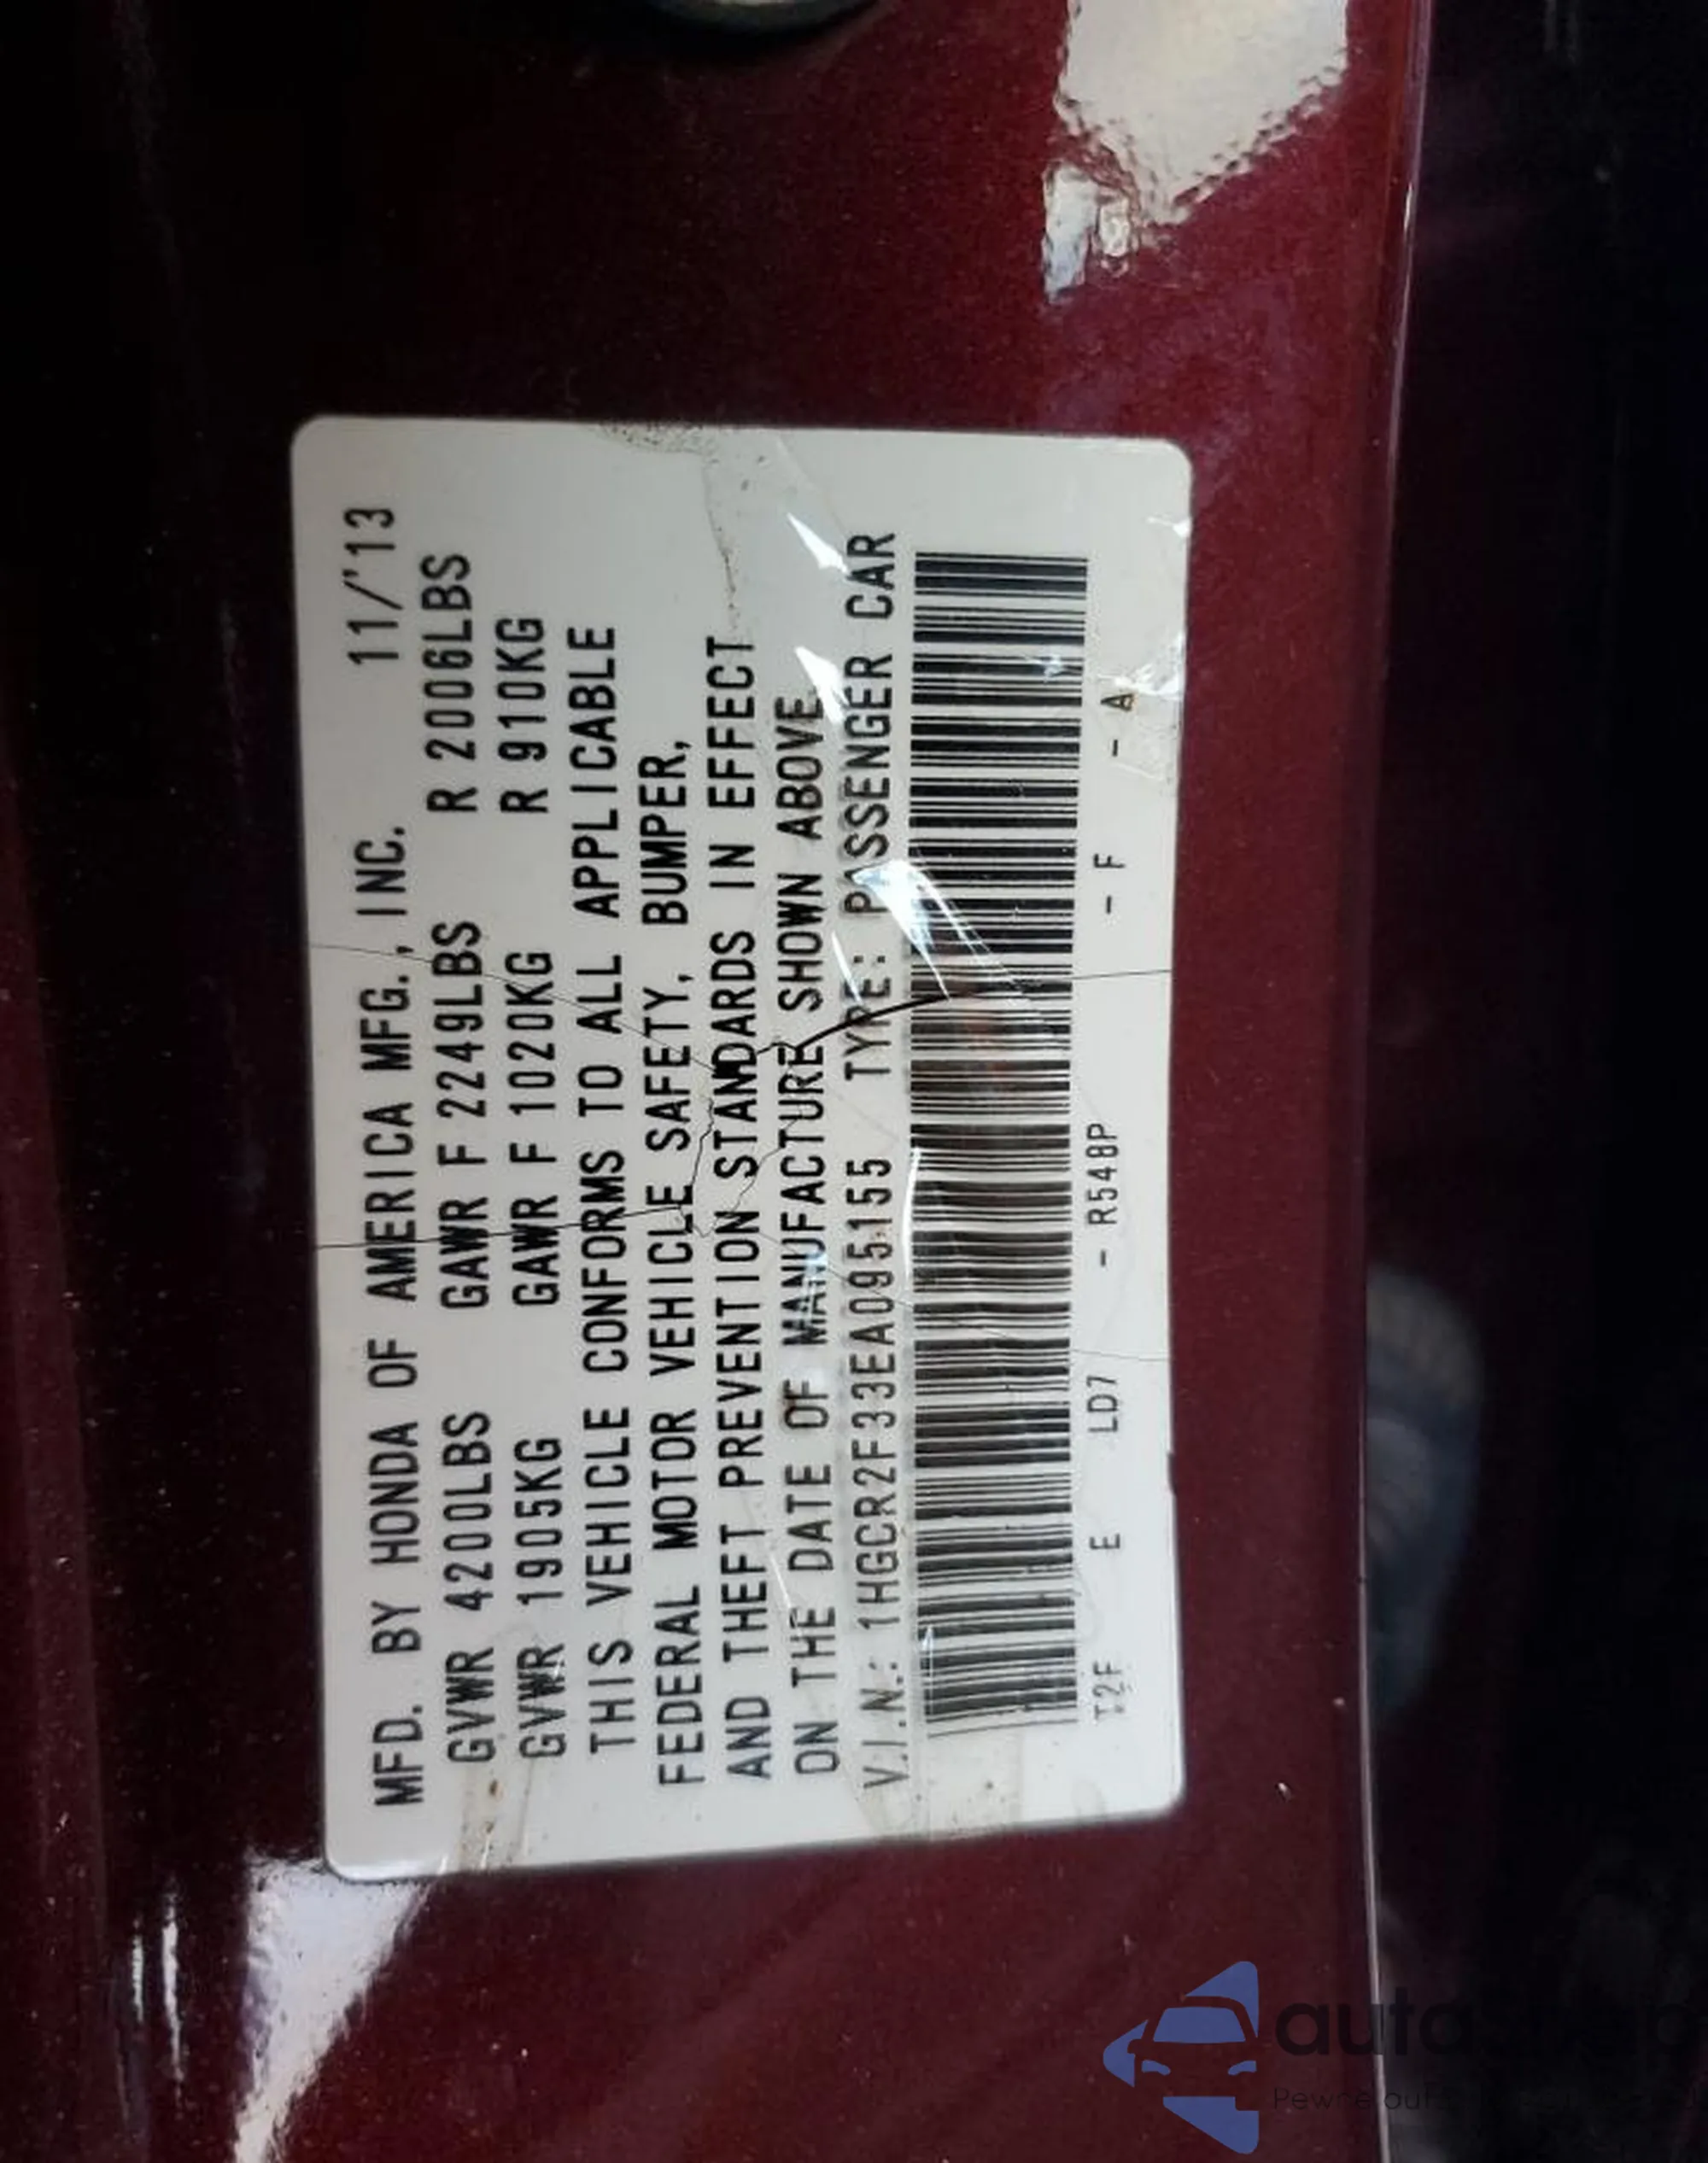 MFD. BY HONDA OF AMERICA MFG., INC. 11/'13
GVWR 4200LBS GAWR F 2249LBS R 2006LBS
GVWR 1905KG GAWR F 1020KG R 910KG
THIS VEHICLE CONFORMS TO ALL APPLICABLE
FEDERAL MOTOR VEHICLE SAFETY, BUMPER,
AND THEFT PREVENTION STANDARDS IN EFFECT
ON THE DATE OF MANUFACTURE SHOWN ABOVE.
V.I.N.: 1HGCR2F33EA095155 TYPE: PASSENGER CAR
T2F E LD7 - R548P - F - A